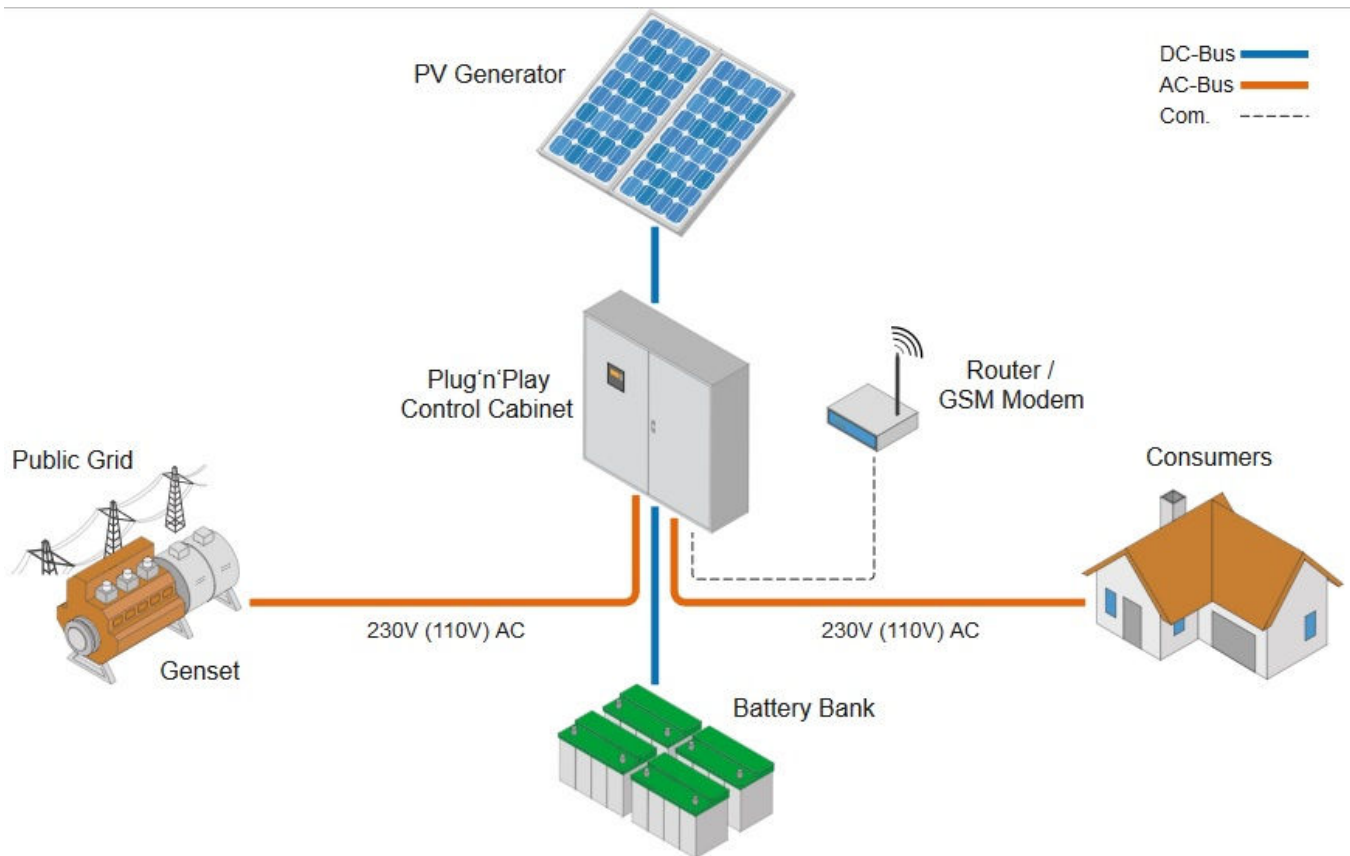 PV Generator
DC-Bus
AC-Bus
Com.
Plug‘n‘Play
Control Cabinet
Router /
GSM Modem
Public Grid
Consumers
230V (110V) AC
230V (110V) AC
Genset
Battery Bank